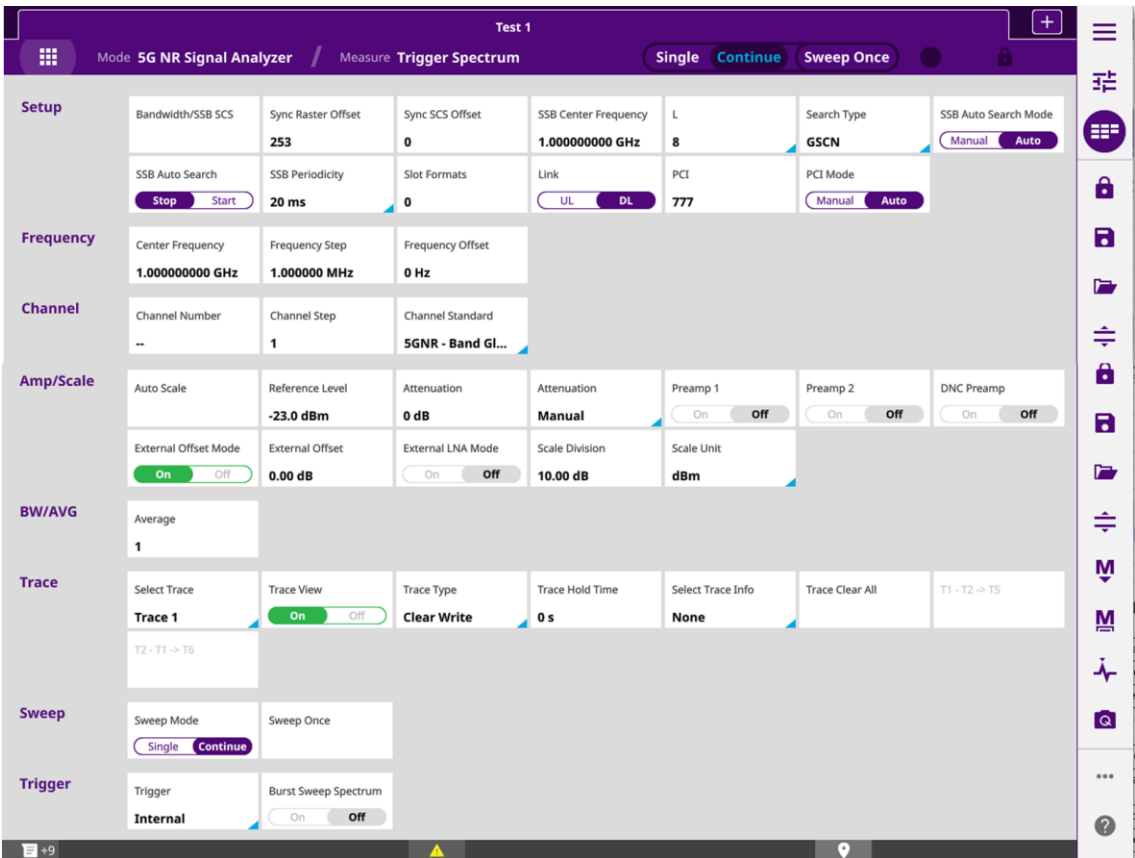 Test 1
Mode 5G NR Signal Analyzer / Measure Trigger Spectrum Single Continue Sweep Once
Setup
Bandwidth/SSB SCS Sync Raster Offset Sync SCS Offset SSB Center Frequency L Search Type SSB Auto Search Mode
253 0 1.000000000 GHz 8 GSCN Manual Auto
SSB Auto Search SSB Periodicity Slot Formats Link PCI PCI Mode
Stop Start 20 ms 0 UL DL 777 Manual Auto
Frequency
Center Frequency Frequency Step Frequency Offset
1.000000000 GHz 1.000000 MHz 0 Hz
Channel
Channel Number Channel Step Channel Standard
-- 1 5GNR - Band Gl...
Amp/Scale
Auto Scale Reference Level Attenuation Attenuation Preamp 1 Preamp 2 DNC Preamp
-23.0 dBm 0 dB Manual On Off On Off On Off
External Offset Mode External Offset External LNA Mode Scale Division Scale Unit
On Off 0.00 dB On Off 10.00 dB dBm
BW/AVG
Average
1
Trace
Select Trace Trace View Trace Type Trace Hold Time Select Trace Info Trace Clear All T1 - T2 -> T5
Trace 1 On Off Clear Write 0 s None
T2 - T1 -> T6
Sweep
Sweep Mode Sweep Once
Single Continue
Trigger
Trigger Burst Sweep Spectrum
Internal On Off
+9